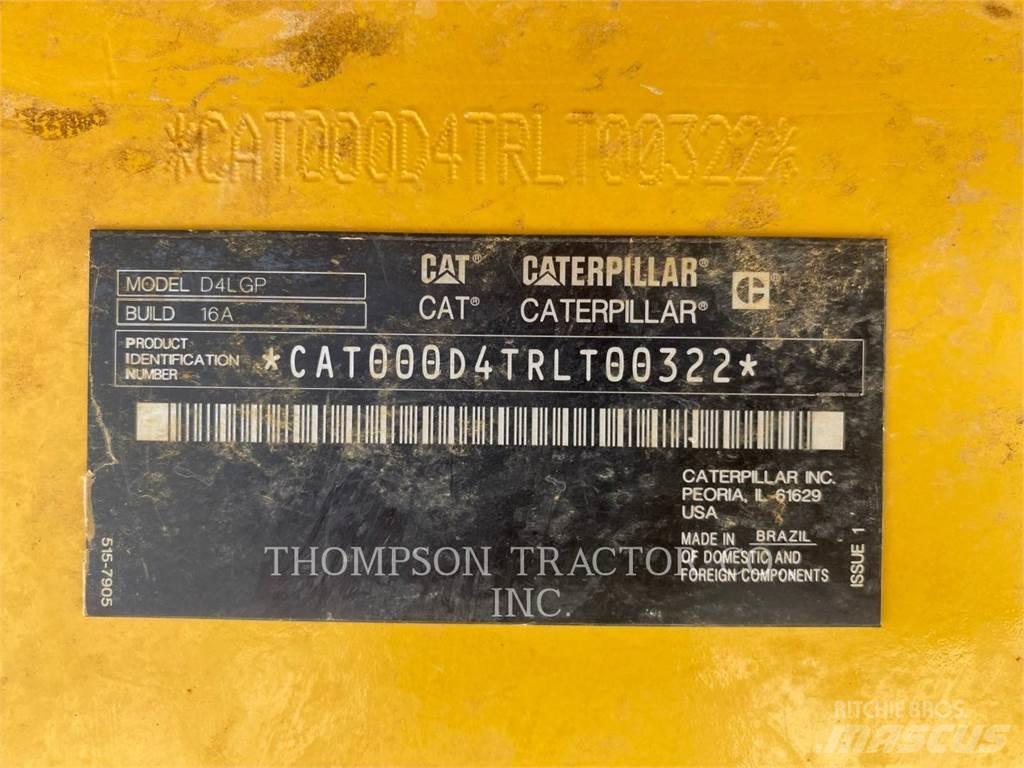 *CAT000D4TRLT00322*
MODEL D4LGP
BUILD 16A
CAT® CATERPILLAR® ®
CAT® CATERPILLAR®
PRODUCT
IDENTIFICATION
NUMBER
*CAT000D4TRLT00322*
CATERPILLAR INC.
PEORIA, IL 61629
USA
MADE IN BRAZIL
OF DOMESTIC AND
FOREIGN COMPONENTS
515-7905
ISSUE 1
THOMPSON TRACTOR
INC.
RITCHIE BROS.
MASCUS